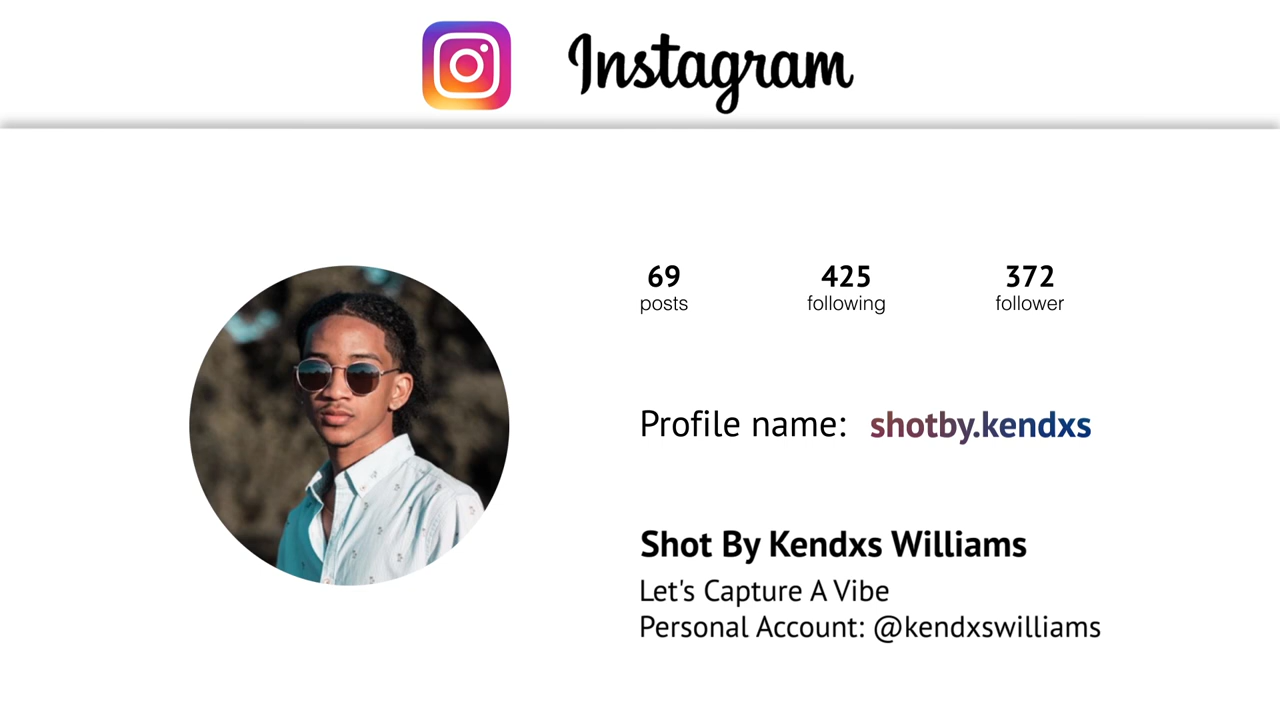 Instagram
69 425 372
posts following follower
Profile name: shotby.kendxs
Shot By Kendxs Williams
Let's Capture A Vibe
Personal Account: @kendxswilliams